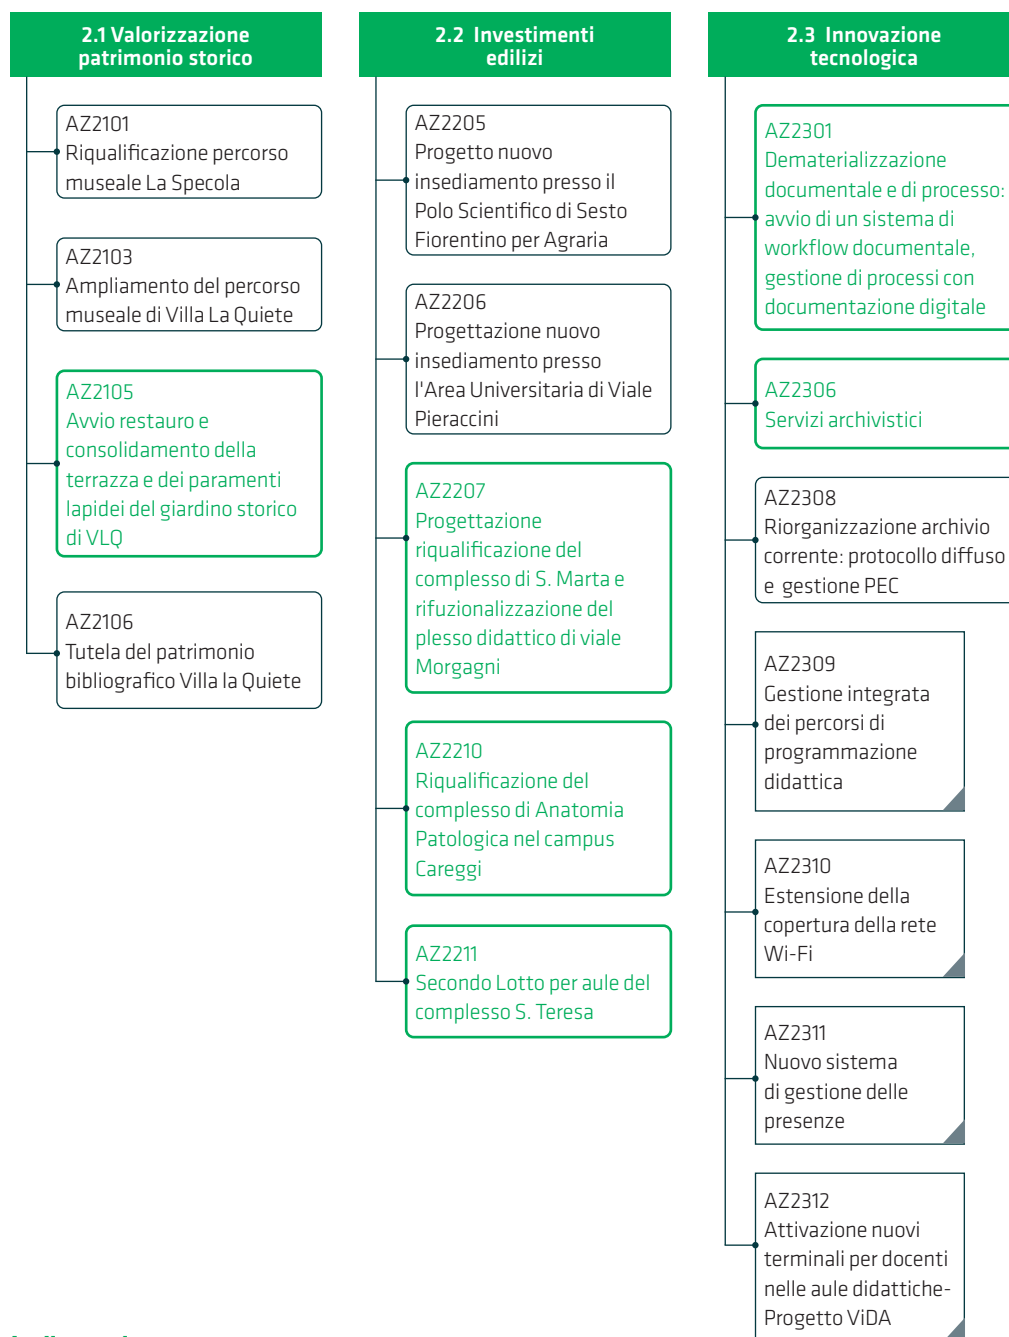 2.1 Valorizzazione
patrimonio storico
AZ2101
Riqualificazione percorso
museale La Specola
AZ2103
Ampliamento del percorso
museale di Villa La Quiete
AZ2105
Avvio restauro e
consolidamento della
terrazza e dei paramenti
lapidei del giardino storico
di VLQ
AZ2106
Tutela del patrimonio
bibliografico Villa la Quiete
2.2 Investimenti
edilizi
AZ2205
Progetto nuovo
insediamento presso il
Polo Scientifico di Sesto
Fiorentino per Agraria
AZ2206
Progettazione nuovo
insediamento presso
l'Area Universitaria di Viale
Pieraccini
AZ2207
Progettazione
riqualificazione del
complesso di S. Marta e
rifuzionalizzazione del
plesso didattico di viale
Morgagni
AZ2210
Riqualificazione del
complesso di Anatomia
Patologica nel campus
Careggi
AZ2211
Secondo Lotto per aule del
complesso S. Teresa
2.3 Innovazione
tecnologica
AZ2301
Dematerializzazione
documentale e di processo:
avvio di un sistema di
workflow documentale,
gestione di processi con
documentazione digitale
AZ2306
Servizi archivistici
AZ2308
Riorganizzazione archivio
corrente: protocollo diffuso
e gestione PEC
AZ2309
Gestione integrata
dei percorsi di
programmazione
didattica
AZ2310
Estensione della
copertura della rete
Wi-Fi
AZ2311
Nuovo sistema
di gestione delle
presenze
AZ2312
Attivazione nuovi
terminali per docenti
nelle aule didattiche-
Progetto ViDA